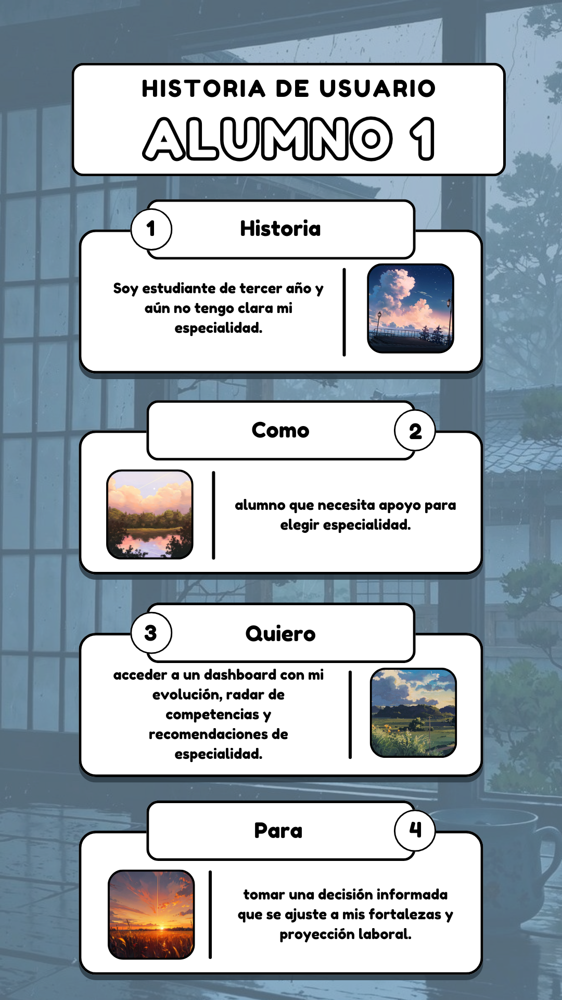 HISTORIA DE USUARIO
ALUMNO 1
1
Historia
Soy estudiante de tercer año y
aún no tengo clara mi
especialidad.
Como
2
alumno que necesita apoyo para
elegir especialidad.
3
Quiero
acceder a un dashboard con mi
evolución, radar de
competencias y
recomendaciones de
especialidad.
Para
4
tomar una decisión informada
que se ajuste a mis fortalezas y
proyección laboral.